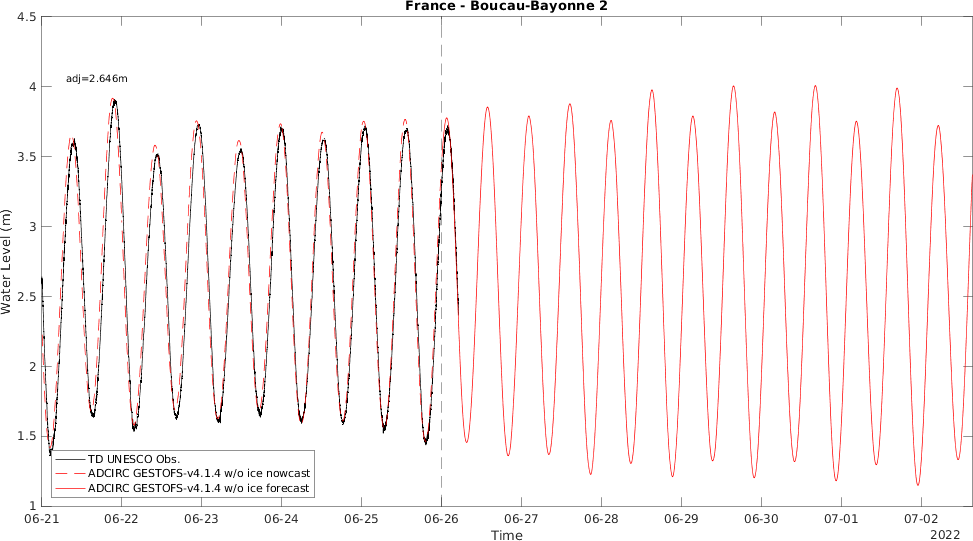 France - Boucau-Bayonne 2
4.5
4
3.5
3
2.5
2
1.5
1
Water Level (m)
adj=2.646m
TD UNESCO Obs.
ADCIRC GESTOFS-v4.1.4 w/o ice nowcast
ADCIRC GESTOFS-v4.1.4 w/o ice forecast
06-21 06-22 06-23 06-24 06-25 06-26 06-27 06-28 06-29 06-30 07-01 07-02
2022
Time